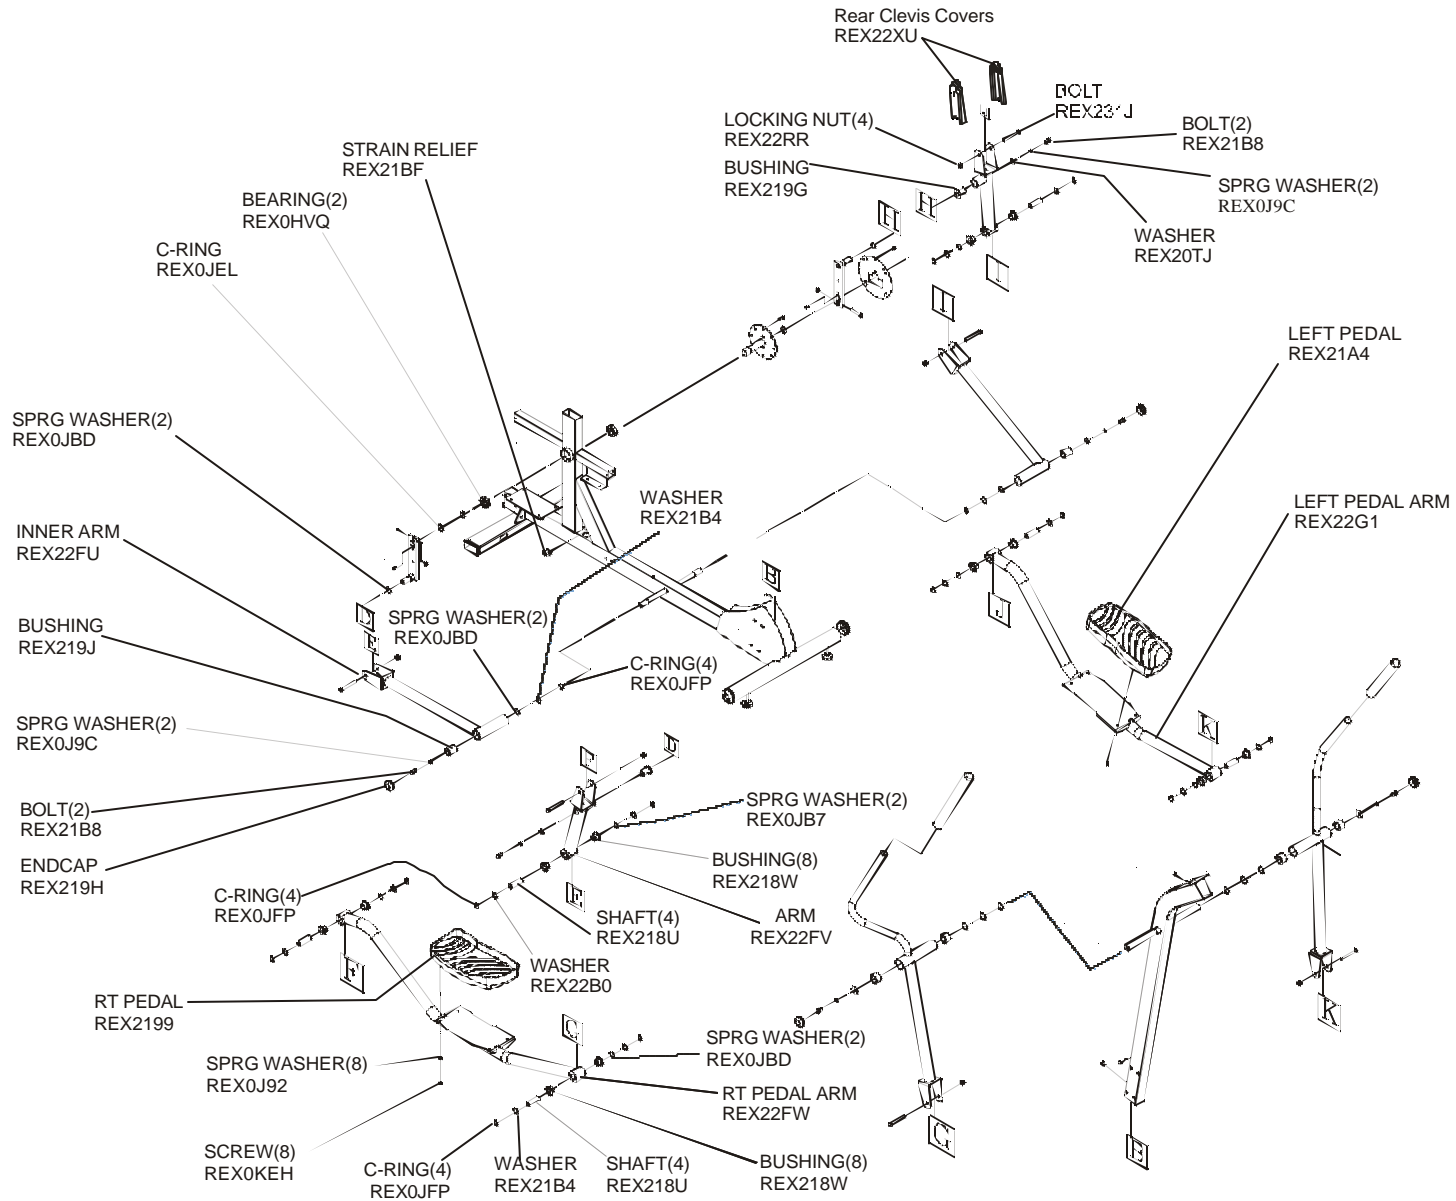 Rear Clevis Covers
REX22XU
BOLT
REX231J
LOCKING NUT(4)
REX22RR
BOLT(2)
REX21B8
STRAIN RELIEF
REX21BF
BUSHING
REX219G
SPRG WASHER(2)
REX0J9C
BEARING(2)
REX0HVQ
WASHER
REX20TJ
C-RING
REX0JEL
H
H
I
I
LEFT PEDAL
REX21A4
SPRG WASHER(2)
REX0JBD
WASHER
REX21B4
LEFT PEDAL ARM
REX22G1
INNER ARM
REX22FU
B
D
E
J
BUSHING
REX219J
SPRG WASHER(2)
REX0JBD
C-RING(4)
REX0JFP
SPRG WASHER(2)
REX0J9C
K
D
BOLT(2)
REX21B8
SPRG WASHER(2)
REX0JB7
ENDCAP
REX219H
BUSHING(8)
REX218W
C-RING(4)
REX0JFP
SHAFT(4)
REX218U
ARM
REX22FV
WASHER
REX22B0
RT PEDAL
REX2199
G
K
SPRG WASHER(2)
REX0JBD
SPRG WASHER(8)
REX0J92
RT PEDAL ARM
REX22FW
G
B
SCREW(8)
REX0KEH
C-RING(4)
REX0JFP
WASHER
REX21B4
SHAFT(4)
REX218U
BUSHING(8)
REX218W